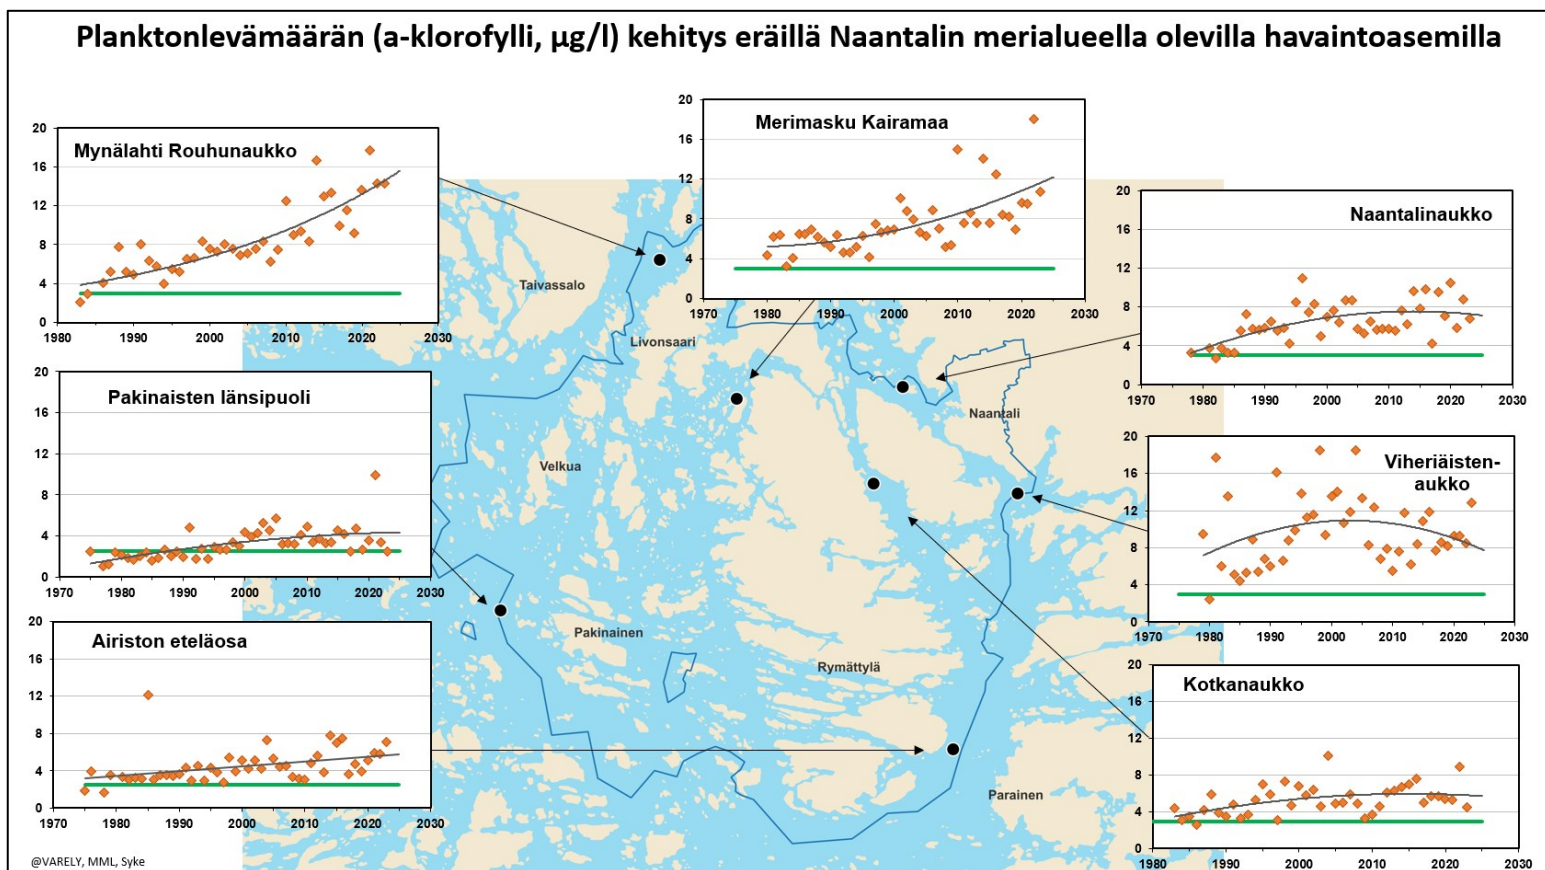 Planktonlevämäärän (a-klorofylli, µg/l) kehitys eräillä Naantalin merialueella olevilla havaintoasemilla
Mynälahti Rouhunaukko
20
16
12
8
4
0
1980 1990 2000 2010 2020 2030
Merimasku Kairamaa
20
16
12
8
4
0
1970 1980 1990 2000 2010 2020 2030
Naantalinaukko
20
16
12
8
4
0
1970 1980 1990 2000 2010 2020 2030
Pakinaisten länsipuoli
20
16
12
8
4
0
1970 1980 1990 2000 2010 2020 2030
Viheriäisten-
aukko
20
16
12
8
4
0
1970 1980 1990 2000 2010 2020 2030
Airiston eteläosa
20
16
12
8
4
0
1970 1980 1990 2000 2010 2020 2030
Kotkanaukko
20
16
12
8
4
0
1980 1990 2000 2010 2020 2030
Taivassalo
Livonsaari
Naantali
Velkua
Pakinainen
Rymättylä
Parainen
@VARELY, MML, Syke